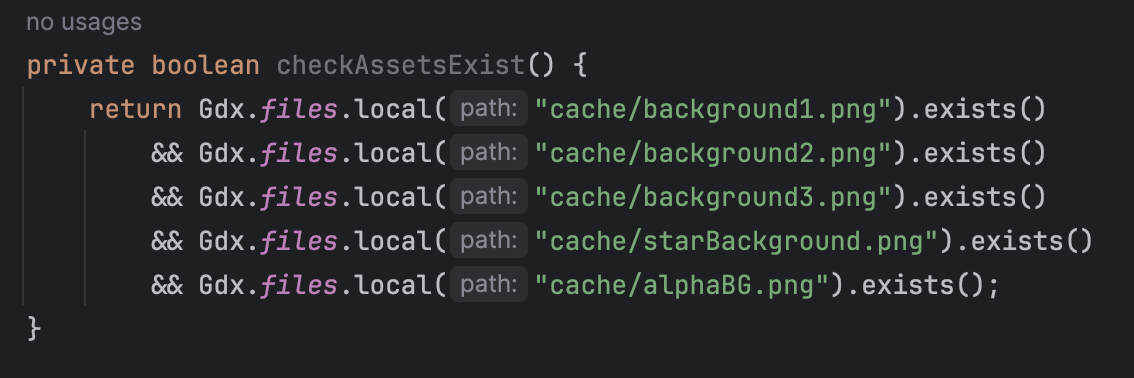 no usages
private boolean checkAssetsExist() {
return Gdx.files.local( path: "cache/background1.png").exists()
&& Gdx.files.local( path: "cache/background2.png").exists()
&& Gdx.files.local( path: "cache/background3.png").exists()
&& Gdx.files.local( path: "cache/starBackground.png").exists()
&& Gdx.files.local( path: "cache/alphaBG.png").exists();
}